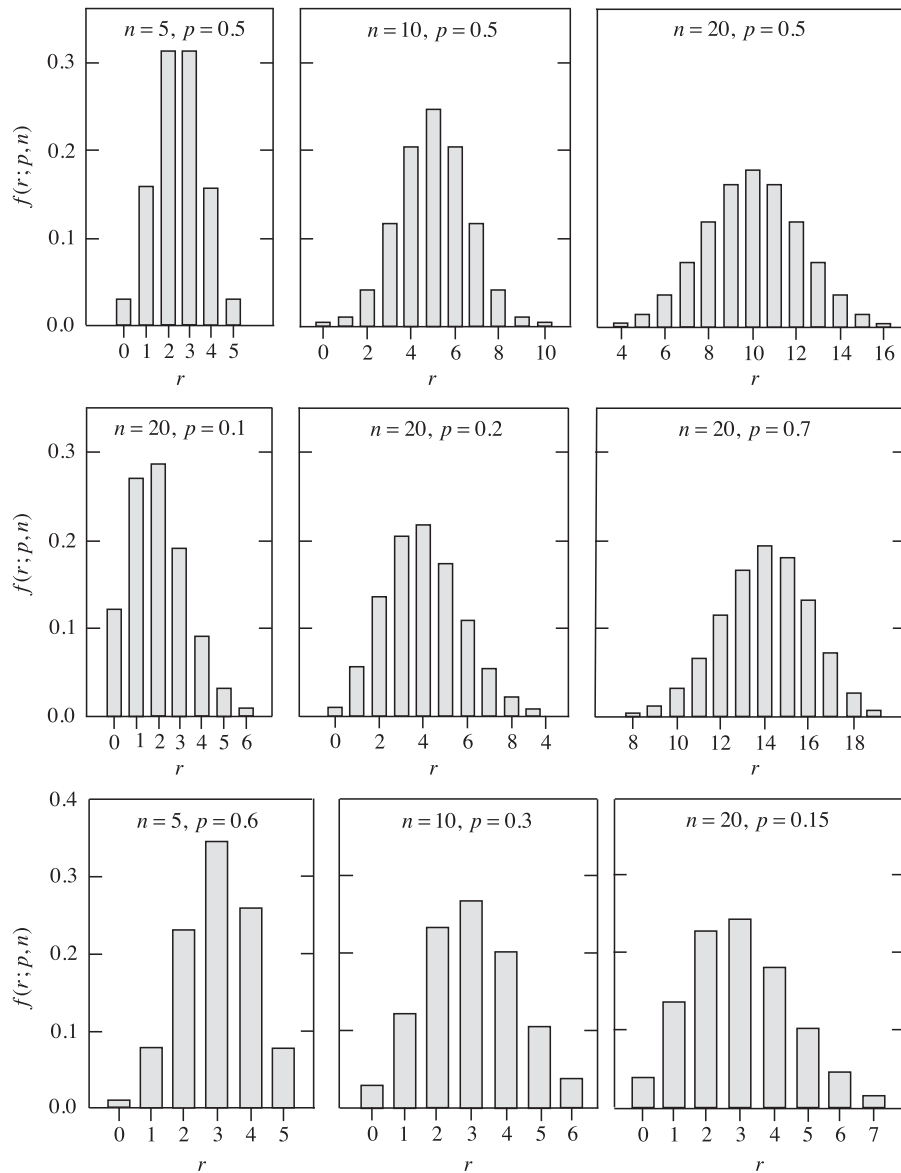 n = 5, p = 0.5
n = 10, p = 0.5
n = 20, p = 0.5
f(r; p, n)
0.3
0.2
0.1
0.0
0 1 2 3 4 5
0 2 4 6 8 10
4 6 8 10 12 14 16
r
r
r
n = 20, p = 0.1
n = 20, p = 0.2
n = 20, p = 0.7
f(r; p, n)
0.3
0.2
0.1
0.0
0 1 2 3 4 5 6
0 2 4 6 8 4
8 10 12 14 16 18
r
r
r
n = 5, p = 0.6
n = 10, p = 0.3
n = 20, p = 0.15
f(r; p, n)
0.4
0.3
0.2
0.1
0.0
0 1 2 3 4 5
0 1 2 3 4 5 6
0 1 2 3 4 5 6 7
r
r
r